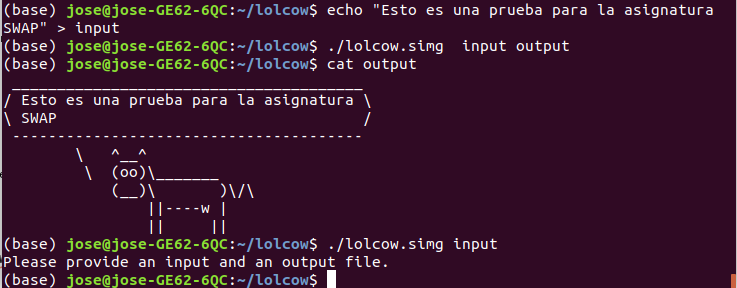 (base) jose@jose-GE62-6QC:~/lolcow$ echo "Esto es una prueba para la asignatura
SWAP" > input
(base) jose@jose-GE62-6QC:~/lolcow$ ./lolcow.simg  input output
(base) jose@jose-GE62-6QC:~/lolcow$ cat output
 _______________________________________
/ Esto es una prueba para la asignatura \
\ SWAP                                  /
 ---------------------------------------
        \   ^__^
         \  (oo)\_______
            (__)\       )\/\
                ||----w |
                ||     ||
(base) jose@jose-GE62-6QC:~/lolcow$ ./lolcow.simg input
Please provide an input and an output file.
(base) jose@jose-GE62-6QC:~/lolcow$